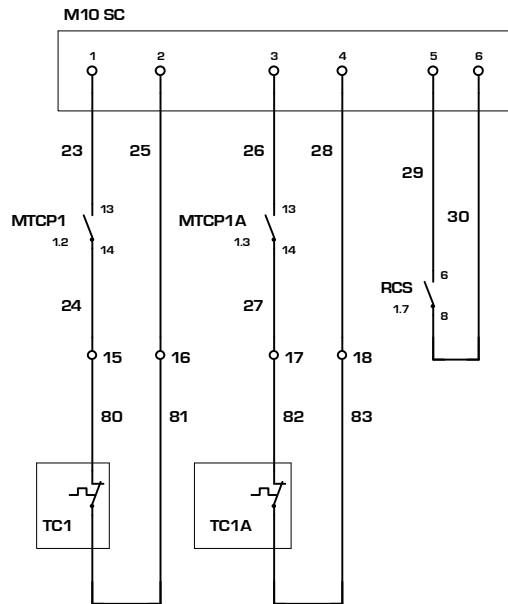 M10 SC
1 2 3 4 5 6
23 25 26 28
29
13 13
MTCP1 MTCP1A 30
1.2 1.3
14 14
6
RCS
24 27 1.7
8
15 16 17 18
80 81 82 83
TC1 TC1A